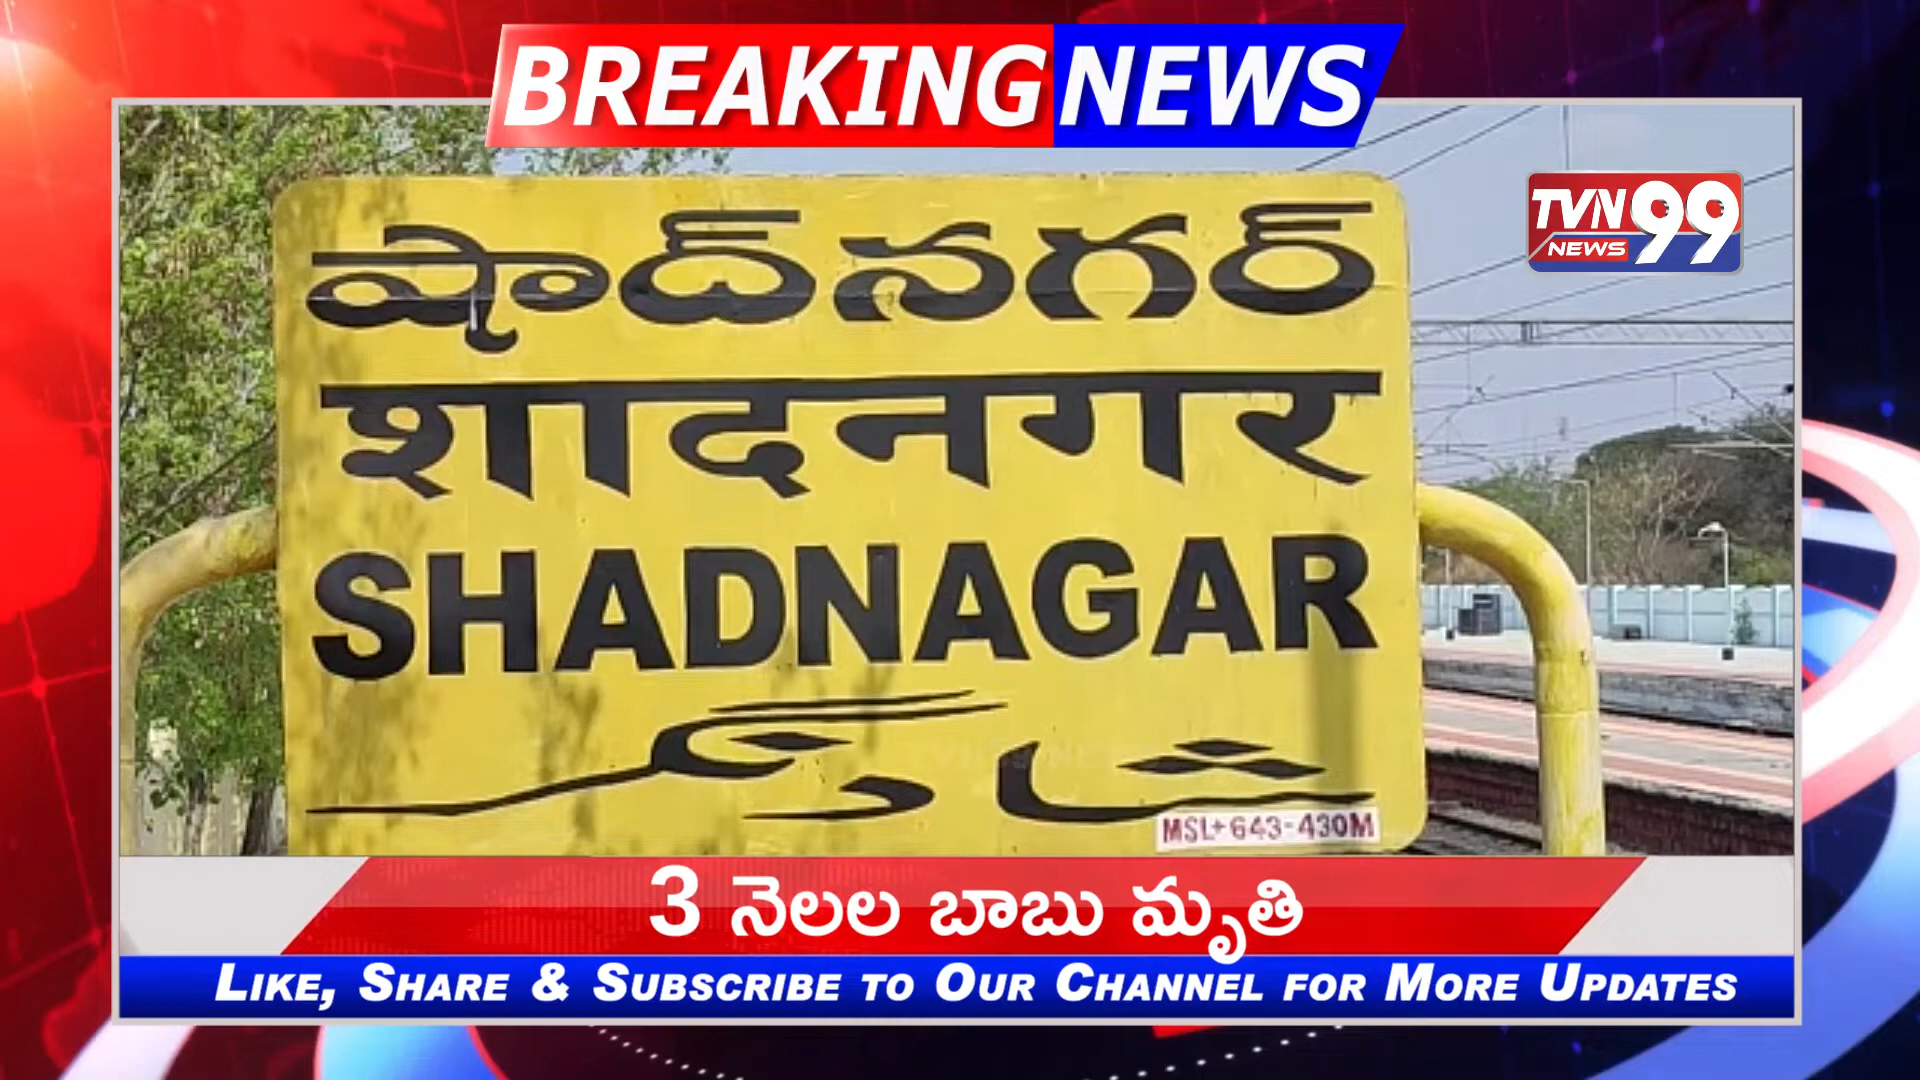 BREAKING NEWS
TVN 99
NEWS
షాద్‌నగర్
शादनगर
SHADNAGAR
شادنگر
MSL+643-430M
3 నెలల బాబు మృతి
LIKE, SHARE & SUBSCRIBE TO OUR CHANNEL FOR MORE UPDATES